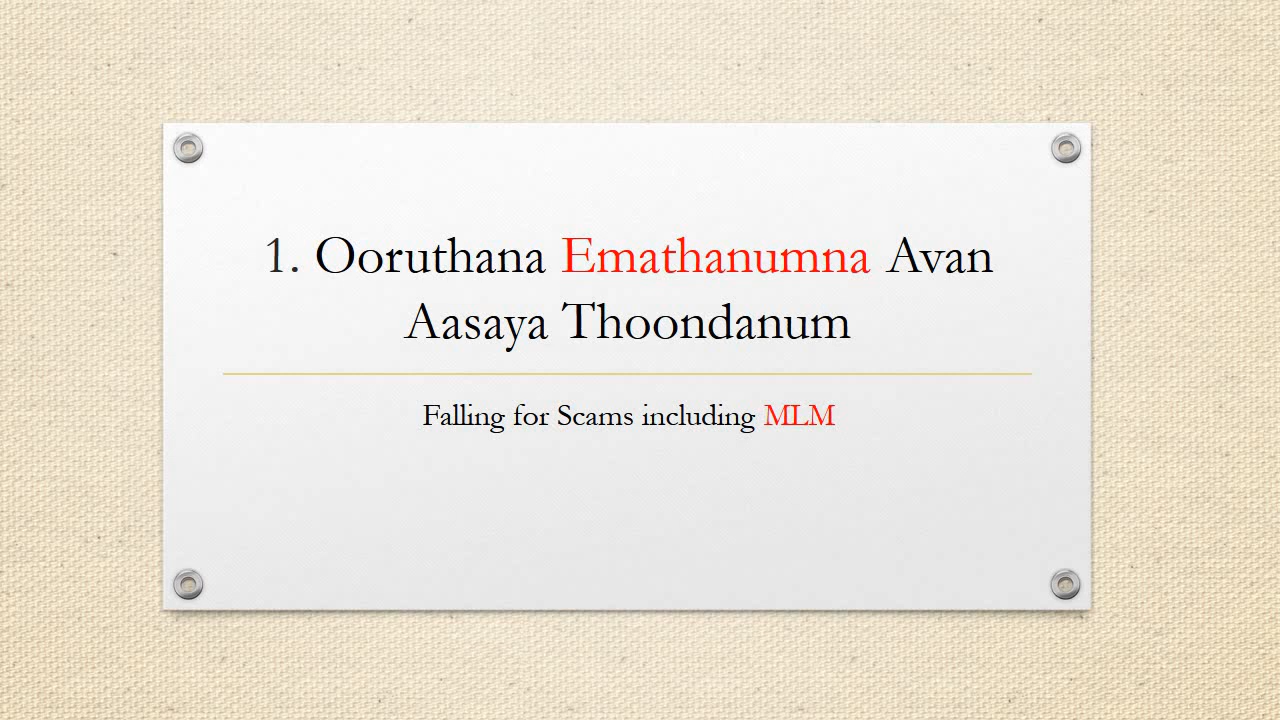 1. Ooruthana Emathanumna Avan
Aasaya Thoondanum
Falling for Scams including MLM